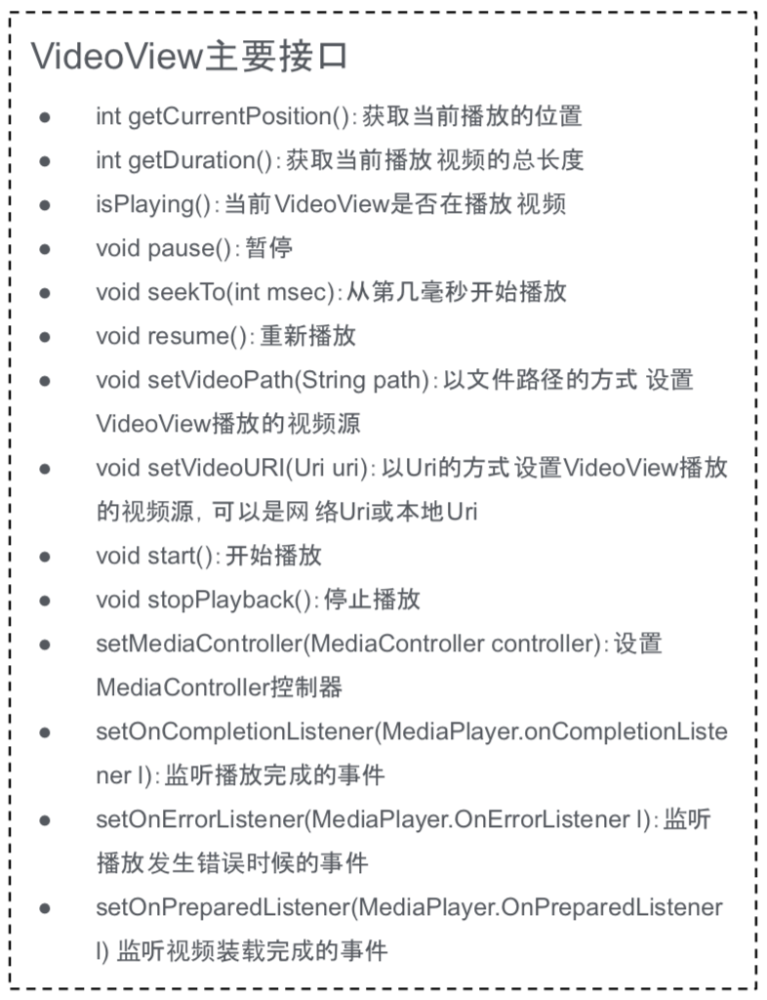 VideoView主要接口
● int getCurrentPosition()：获取当前播放的位置
● int getDuration()：获取当前播放视频的总长度
● isPlaying()：当前VideoView是否在播放视频
● void pause()：暂停
● void seekTo(int msec)：从第几毫秒开始播放
● void resume()：重新播放
● void setVideoPath(String path)：以文件路径的方式设置
VideoView播放的视频源
● void setVideoURI(Uri uri)：以Uri的方式设置VideoView播放
的视频源，可以是网络Uri或本地Uri
● void start()：开始播放
● void stopPlayback()：停止播放
● setMediaController(MediaController controller)：设置
MediaController控制器
● setOnCompletionListener(MediaPlayer.onCompletionListe
ner l)：监听播放完成的事件
● setOnErrorListener(MediaPlayer.OnErrorListener l)：监听
播放发生错误时候的事件
● setOnPreparedListener(MediaPlayer.OnPreparedListener
l) 监听视频装载完成的事件